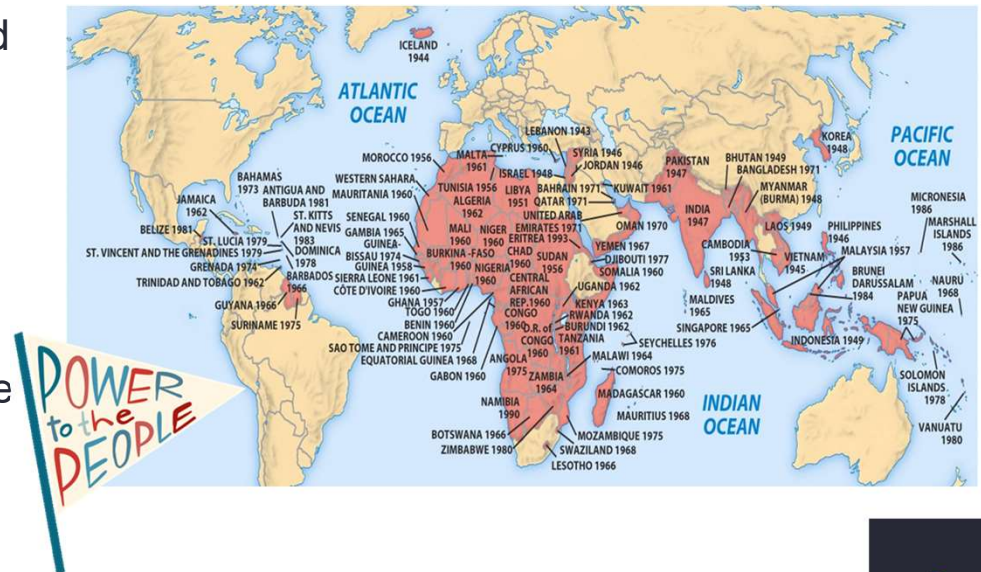 d
e
POWER
to the
PEOPLE
ICELAND
1944
ATLANTIC
OCEAN
PACIFIC
OCEAN
INDIAN
OCEAN
BAHAMAS
1973
ANTIGUA AND
BARBUDA 1981
JAMAICA
1962
ST. KITTS
AND NEVIS
1983
BELIZE 1981
ST. LUCIA 1979
ST. VINCENT AND THE GRENADINES 1979
DOMINICA
1978
GRENADA 1974
BARBADOS
1966
TRINIDAD AND TOBAGO 1962
GUYANA 1966
SURINAME 1975
MOROCCO 1956
WESTERN SAHARA
MAURITANIA 1960
SENEGAL 1960
GAMBIA 1965
GUINEA-
BISSAU 1974
GUINEA 1958
SIERRA LEONE 1961
CÔTE D'IVOIRE 1960
GHANA 1957
TOGO 1960
BENIN 1960
CAMEROON 1960
SAO TOME AND PRINCIPE 1975
EQUATORIAL GUINEA 1968
GABON 1960
LEBANON 1943
CYPRUS 1960
MALTA
1961
SYRIA 1946
JORDAN 1946
ISRAEL 1948
TUNISIA 1956
LIBYA
1951
ALGERIA
1962
BAHRAIN 1971
KUWAIT 1961
QATAR 1971
UNITED ARAB
EMIRATES 1971
OMAN 1970
MALI
1960
NIGER
1960
ERITREA 1993
CHAD
1960
SUDAN
1956
YEMEN 1967
DJIBOUTI 1977
SOMALIA 1960
BURKINA -FASO
1960
NIGERIA
1960
CENTRAL
AFRICAN
REP.1960
UGANDA 1962
KENYA 1963
RWANDA 1962
BURUNDI 1962
CONGO
1960
D.R. of
CONGO
1960
TANZANIA
1961
SEYCHELLES 1976
MALAWI 1964
COMOROS 1975
ANGOLA
1975
ZAMBIA
1964
MADAGASCAR 1960
MAURITIUS 1968
NAMIBIA
1990
BOTSWANA 1966
ZIMBABWE 1980
MOZAMBIQUE 1975
SWAZILAND 1968
LESOTHO 1966
PAKISTAN
1947
BHUTAN 1949
BANGLADESH 1971
MYANMAR
(BURMA) 1948
INDIA
1947
LAOS 1949
KOREA
1948
CAMBODIA
1953
VIETNAM
1945
PHILIPPINES
1946
MALAYSIA 1957
SRI LANKA
1948
MALDIVES
1965
SINGAPORE 1965
BRUNEI
DARUSSALAM
1984
INDONESIA 1949
PAPUA
NEW GUINEA
1975
MICRONESIA
1986
MARSHALL
ISLANDS
1986
NAURU
1968
SOLOMON
ISLANDS.
1978
VANUATU
1980